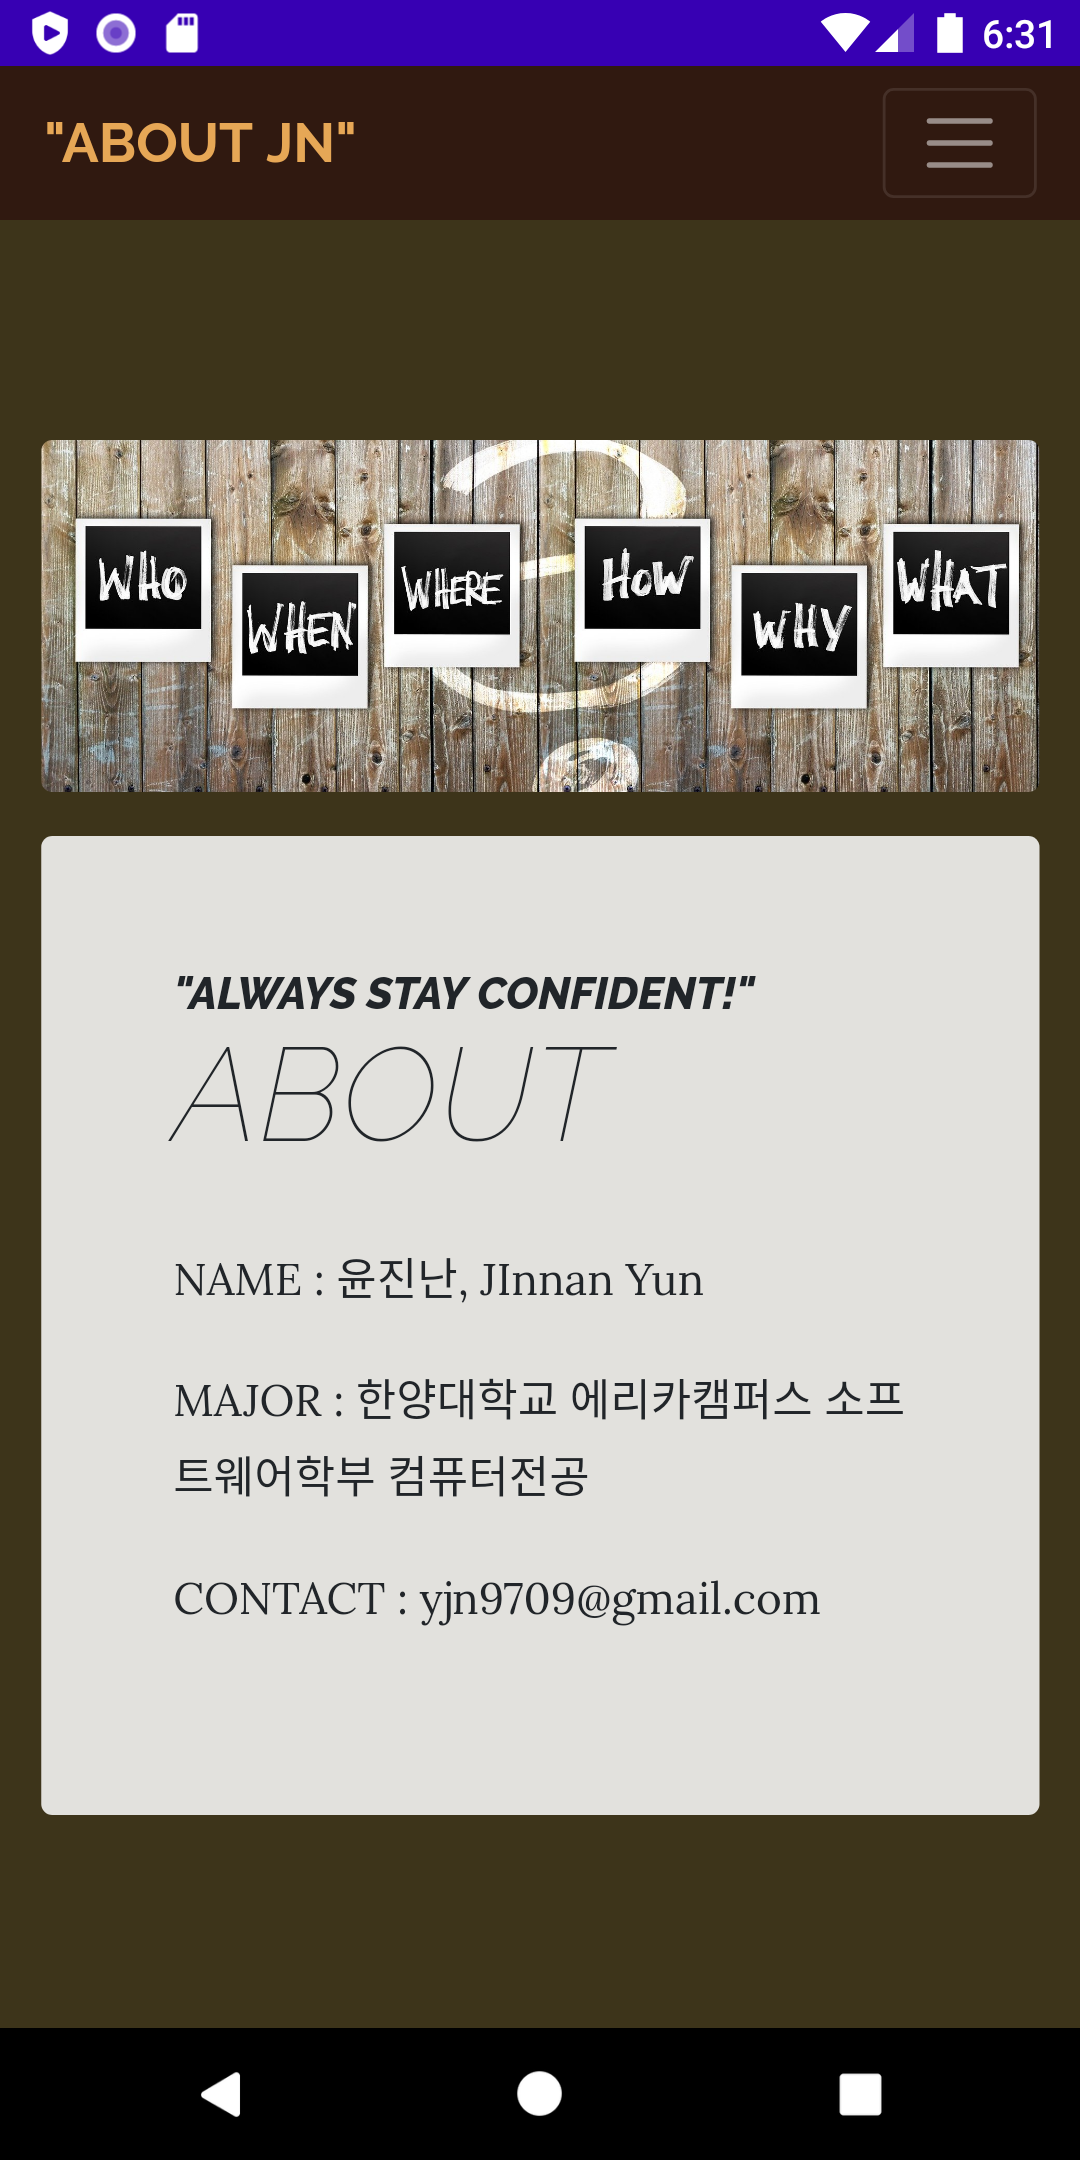 6:31
"ABOUT JN"
WHO
WHEN
WHERE
HOW
WHY
WHAT
"ALWAYS STAY CONFIDENT!"
ABOUT
NAME : 윤진난, JInnan Yun
MAJOR : 한양대학교 에리카캠퍼스 소프
트웨어학부 컴퓨터전공
CONTACT : yjn9709@gmail.com